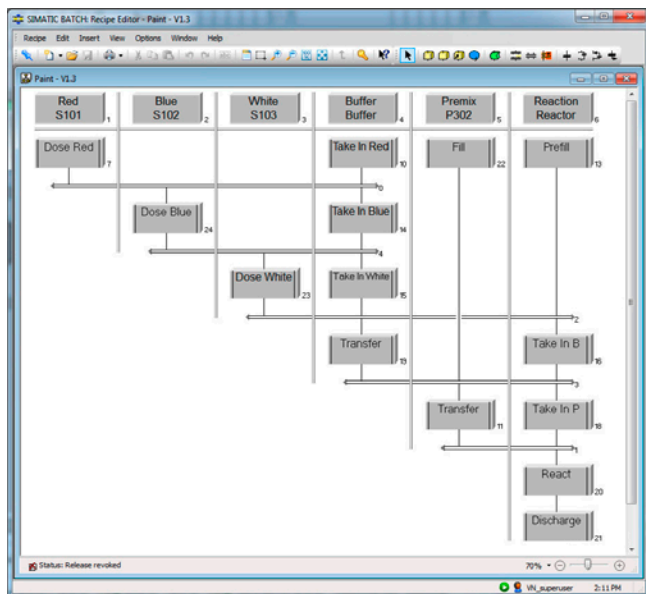 SIMATIC BATCH: Recipe Editor - Paint - V1.3
Recipe Edit Insert View Options Window Help
Paint - V1.3
Red Blue White Buffer Premix Reaction
S101 S102 S103 Buffer P302 Reactor
1 2 3 4 5 6
Dose Red Take In Red Fill Prefill
7 10 22 13
0
Dose Blue Take In Blue
24 14
4
Dose White Take In White
23 15
2
Transfer Take In B
19 16
3
Transfer Take In P
11 18
1
React
20
Discharge
21
Status: Release revoked 70%
VN_superuser 2:11 PM